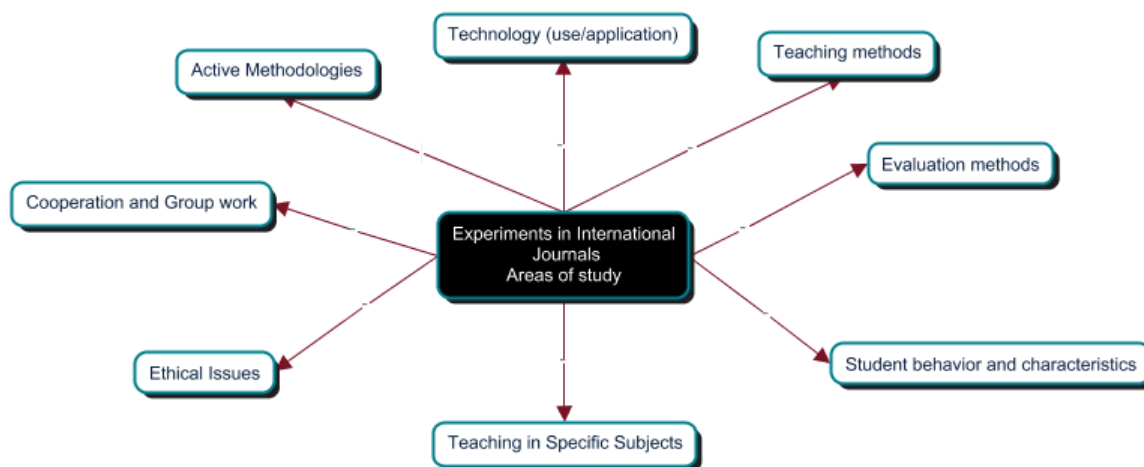 Technology (use/application)
Teaching methods
Active Methodologies
Evaluation methods
Cooperation and Group work
Experiments in International
Journals
Areas of study
Student behavior and characteristics
Ethical Issues
Teaching in Specific Subjects